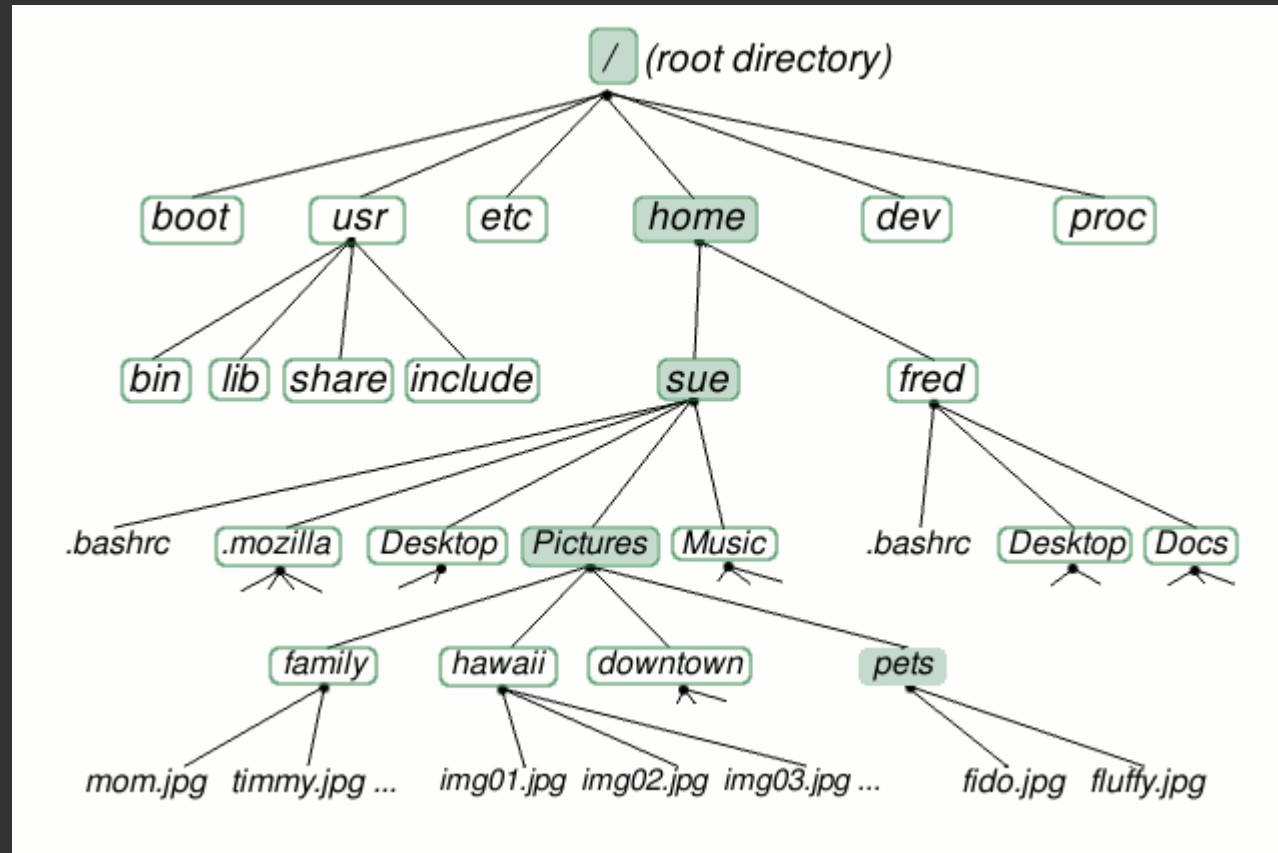 / (root directory)
boot usr etc home dev proc
bin lib share include sue fred
.bashrc .mozilla Desktop Pictures Music .bashrc Desktop Docs
family hawaii downtown pets
mom.jpg timmy.jpg ... img01.jpg img02.jpg img03.jpg ... fido.jpg fluffy.jpg